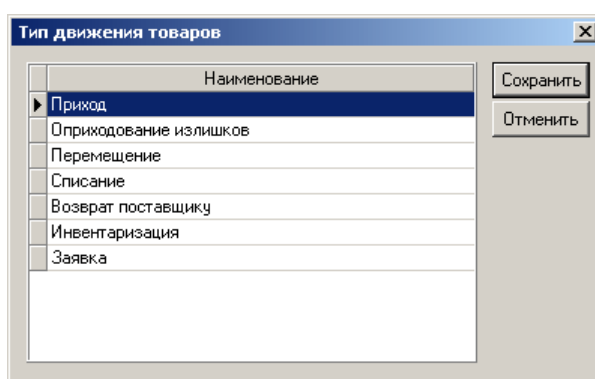 Тип движения товаров
Наименование
Приход
Оприходование излишков
Перемещение
Списание
Возврат поставщику
Инвентаризация
Заявка
Сохранить
Отменить